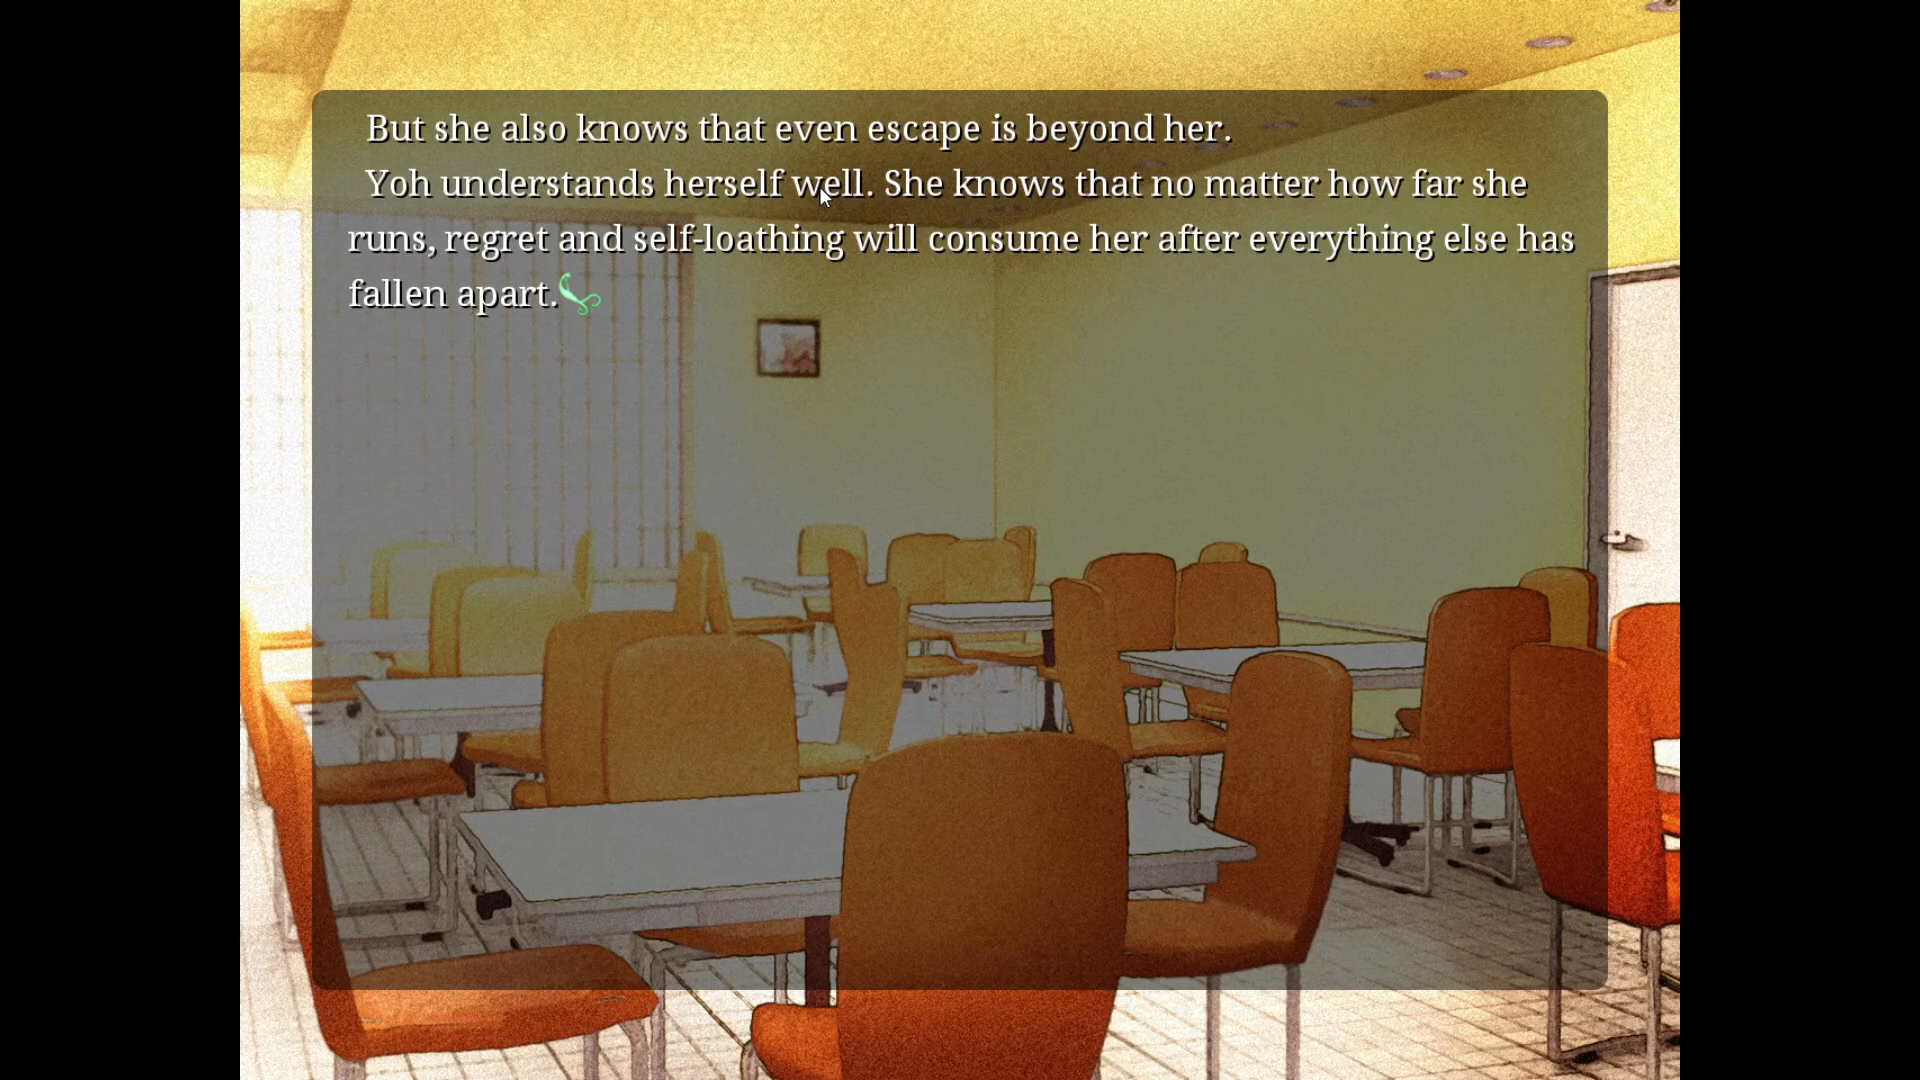 But she also knows that even escape is beyond her.
Yoh understands herself well. She knows that no matter how far she
runs, regret and self-loathing will consume her after everything else has
fallen apart.